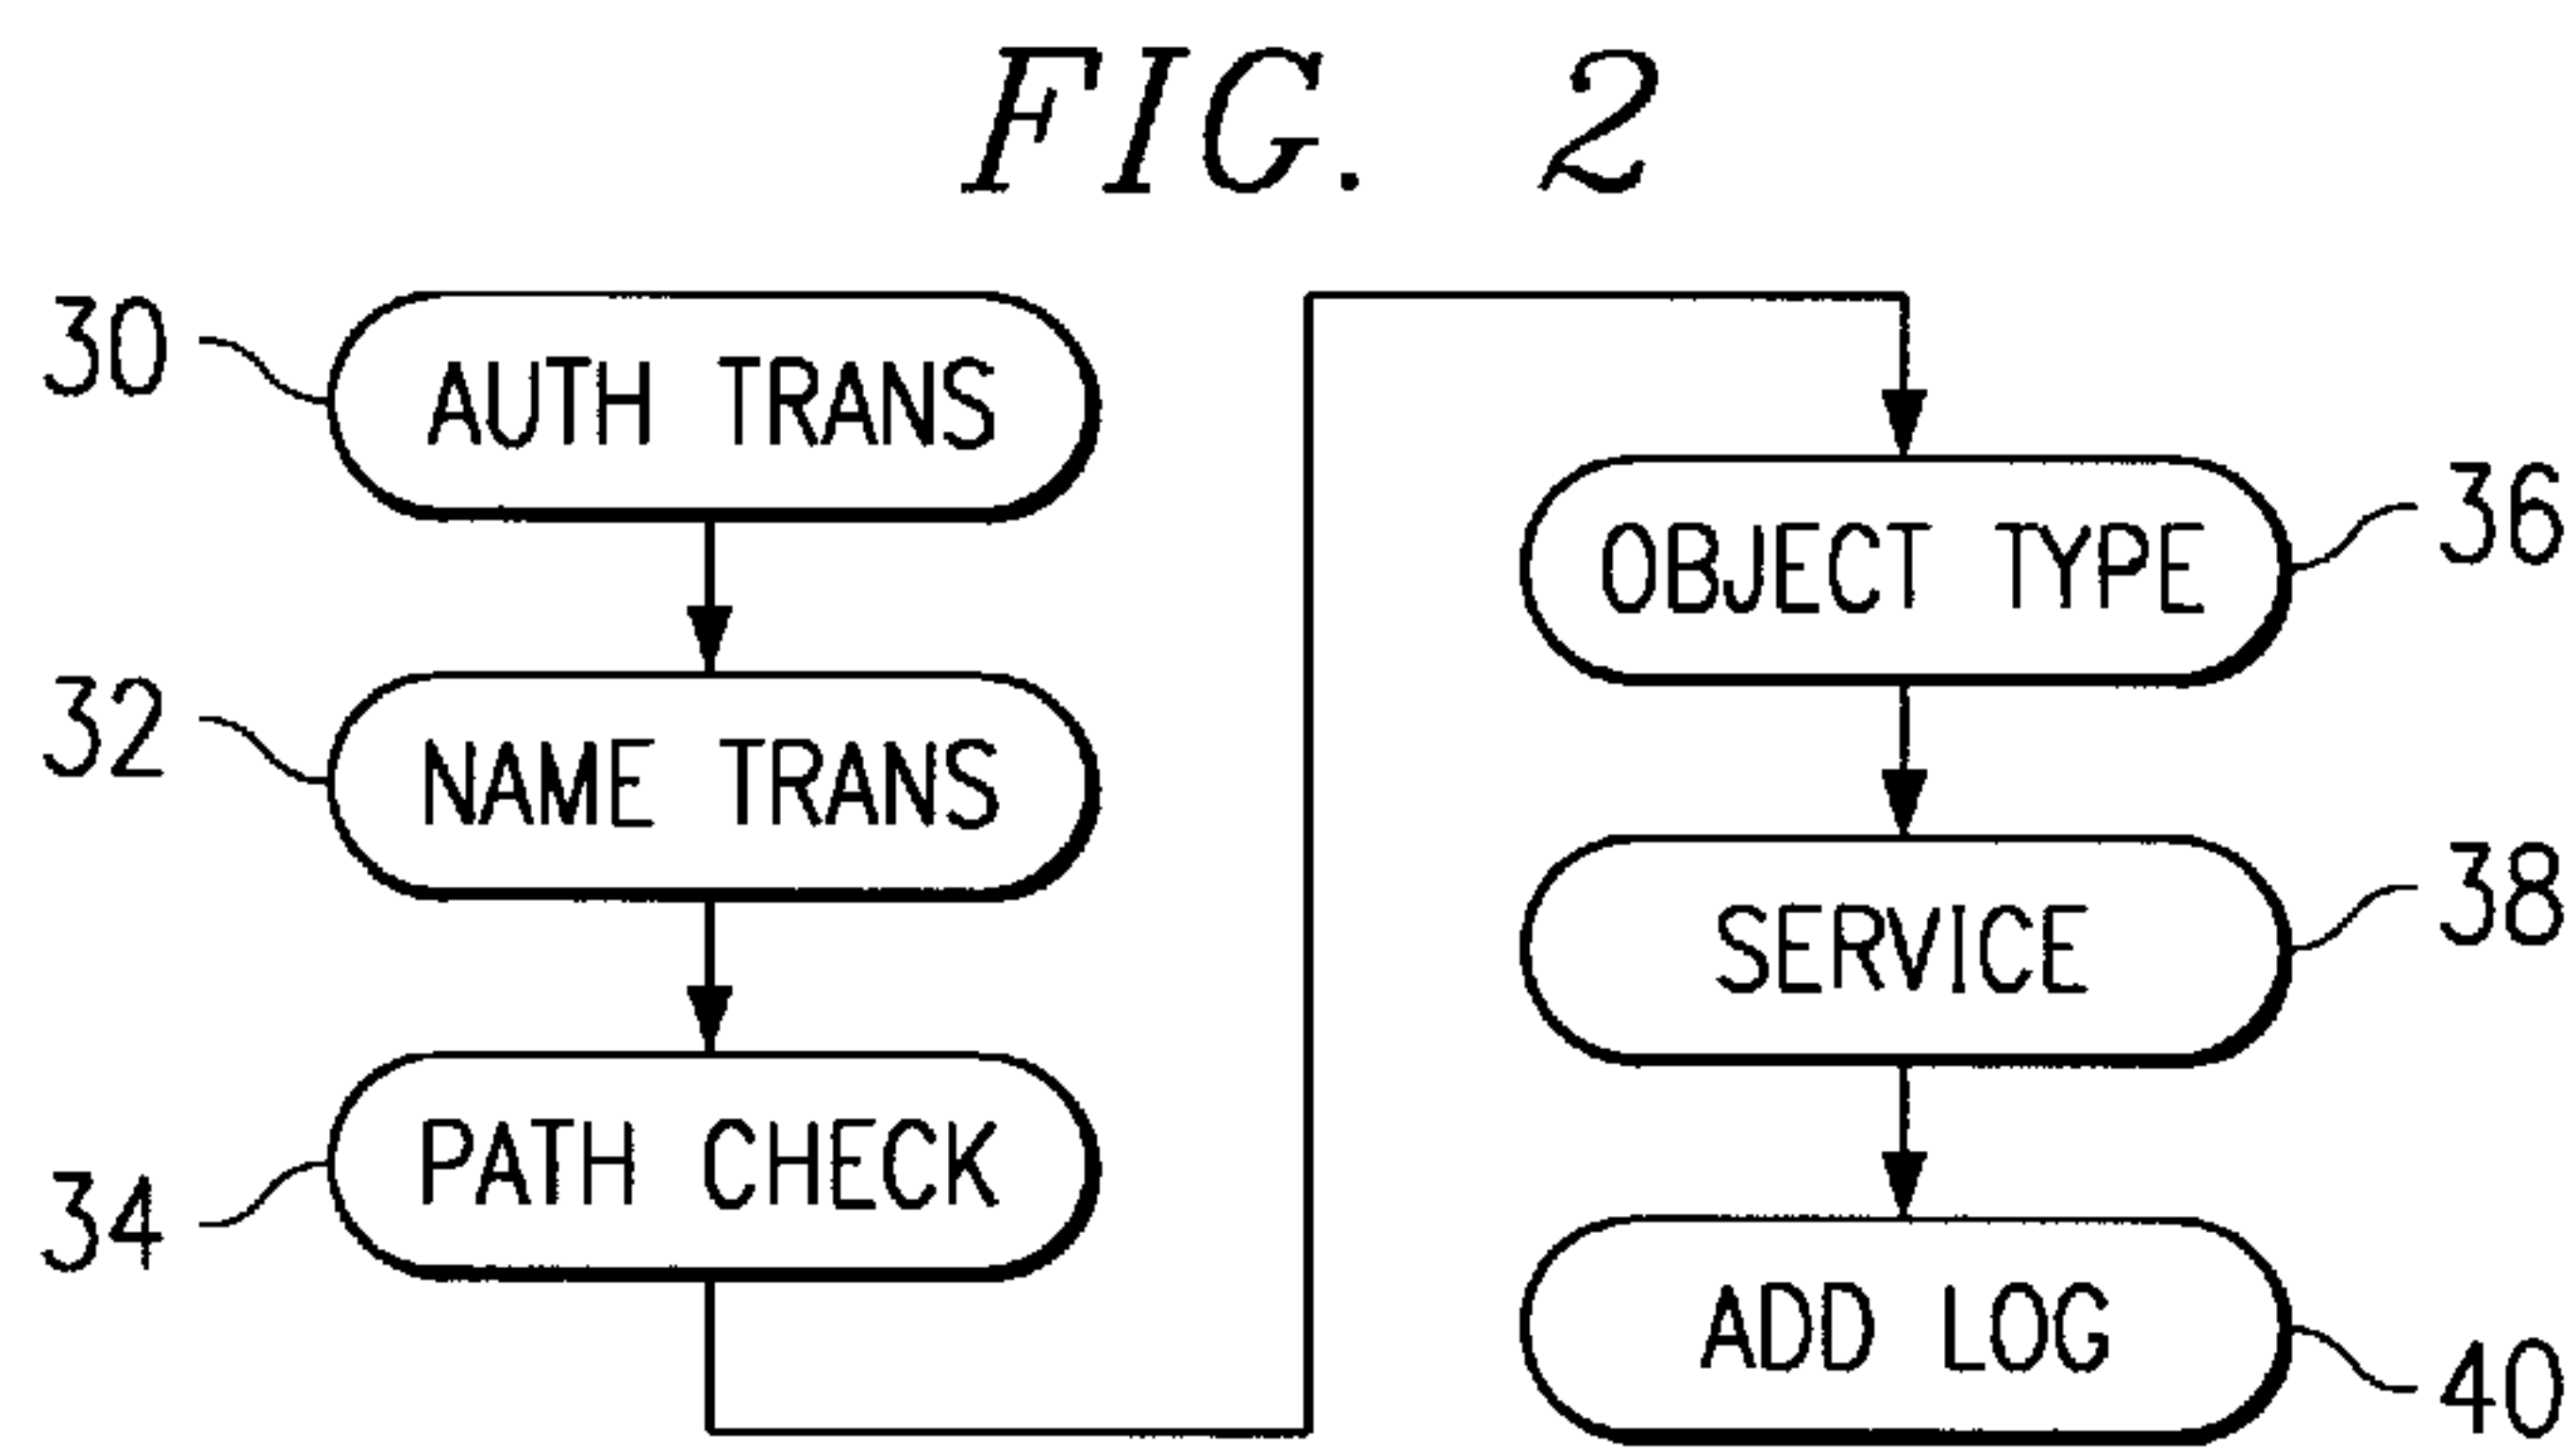 FIG. 2
30
AUTH TRANS
32
NAME TRANS
34
PATH CHECK
36
OBJECT TYPE
38
SERVICE
40
ADD LOG